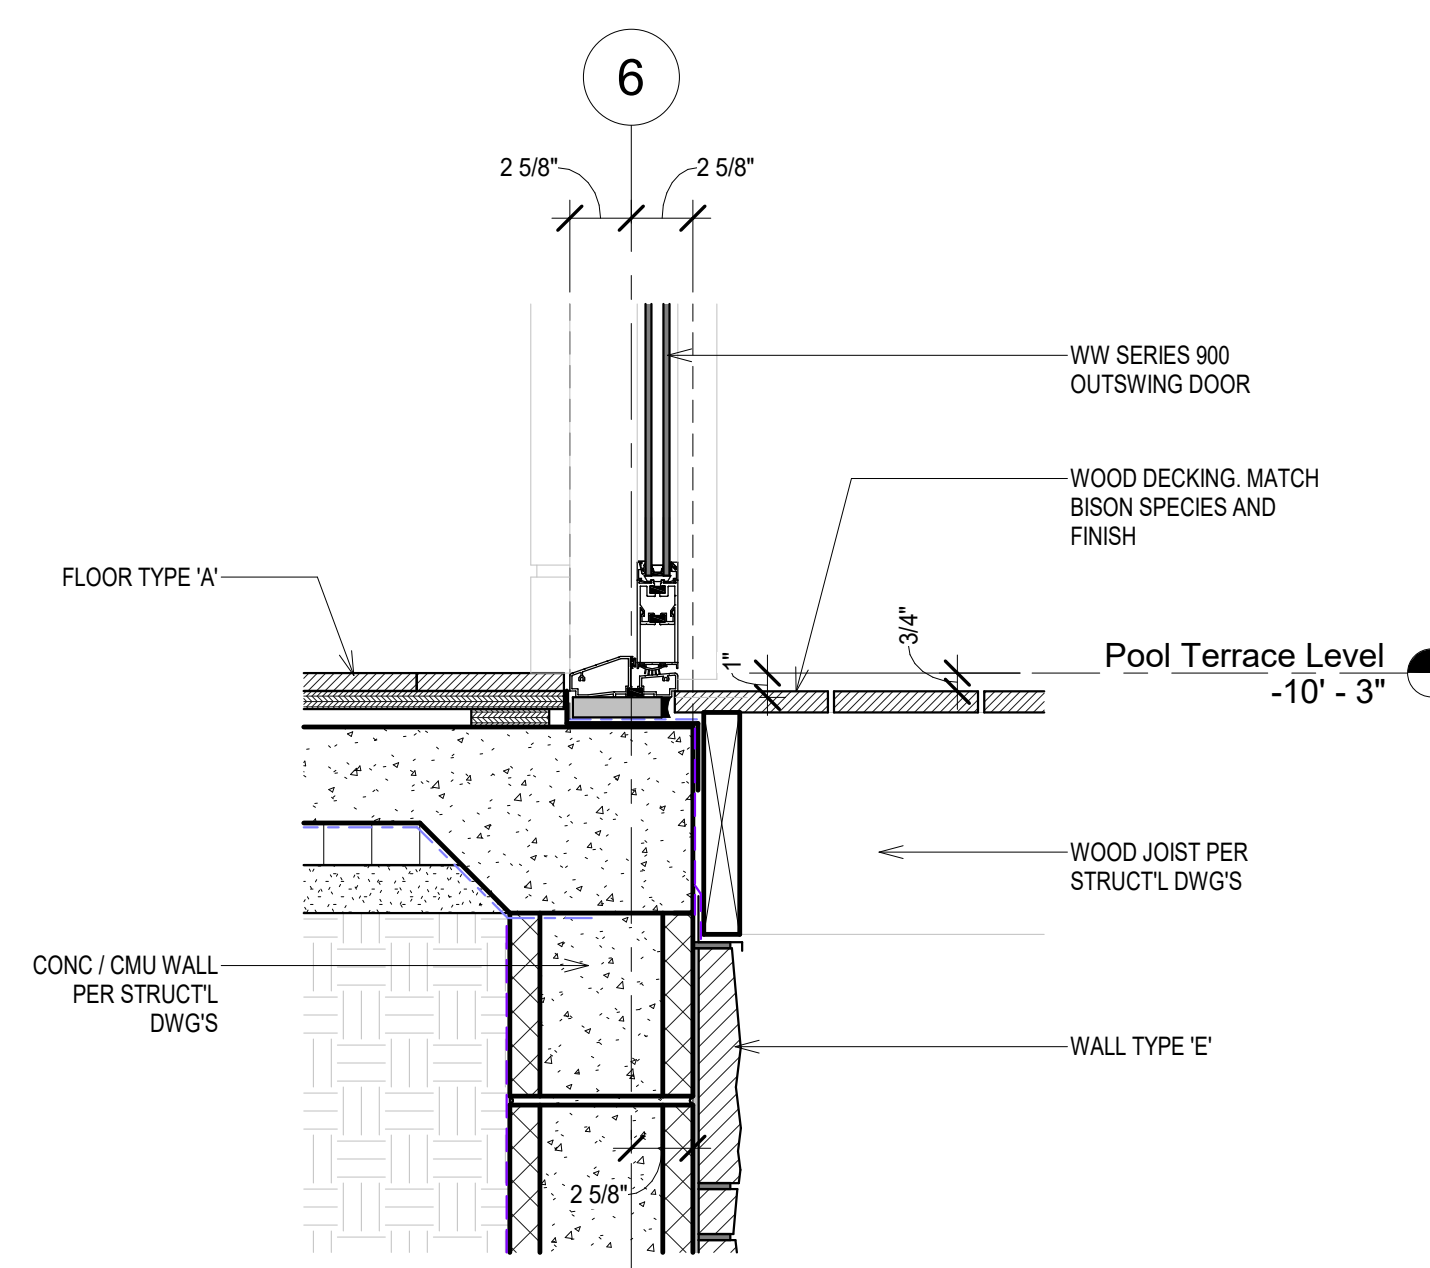 6
2 5/8"
2 5/8"
WW SERIES 900
OUTSWING DOOR
WOOD DECKING. MATCH
BISON SPECIES AND
FINISH
FLOOR TYPE 'A'
1"
3/4"
Pool Terrace Level
-10' - 3"
WOOD JOIST PER
STRUCT'L DWG'S
CONC / CMU WALL
PER STRUCT'L
DWG'S
WALL TYPE 'E'
2 5/8"